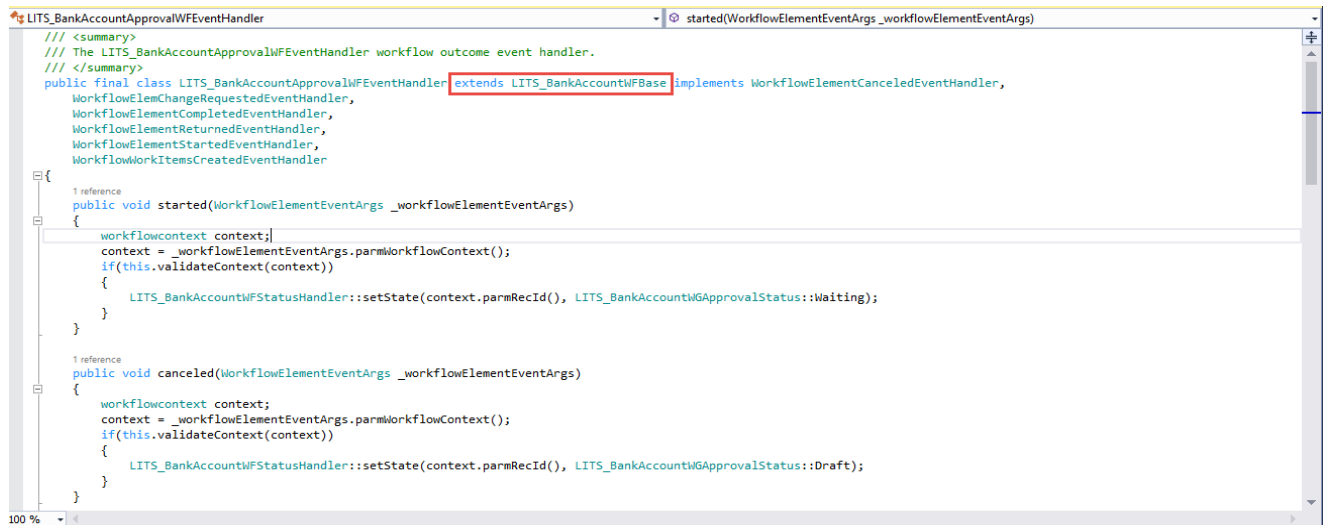 LITS_BankAccountApprovalWFEventHandler started(WorkflowElementEventArgs _workflowElementEventArgs)
/// <summary>
/// The LITS_BankAccountApprovalWFEventHandler workflow outcome event handler.
/// </summary>
public final class LITS_BankAccountApprovalWFEventHandler extends LITS_BankAccountWFBase implements WorkflowElementCanceledEventHandler,
WorkflowElemChangeRequestedEventHandler,
WorkflowElementCompletedEventHandler,
WorkflowElementReturnedEventHandler,
WorkflowElementStartedEventHandler,
WorkflowWorkItemsCreatedEventHandler
{
1 reference
public void started(WorkflowElementEventArgs _workflowElementEventArgs)
{
workflowcontext context;
context = _workflowElementEventArgs.parmWorkflowContext();
if(this.validateContext(context))
{
LITS_BankAccountWFStatusHandler::setState(context.parmRecId(), LITS_BankAccountWGApprovalStatus::Waiting);
}
}
1 reference
public void canceled(WorkflowElementEventArgs _workflowElementEventArgs)
{
workflowcontext context;
context = _workflowElementEventArgs.parmWorkflowContext();
if(this.validateContext(context))
{
LITS_BankAccountWFStatusHandler::setState(context.parmRecId(), LITS_BankAccountWGApprovalStatus::Draft);
}
}
100 %